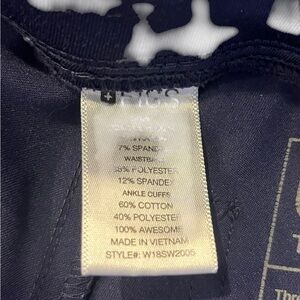 FIGS
7% SPANDEX
WAISTBAND
88% POLYESTER
12% SPANDEX
ANKLE CUFFS
60% COTTON
40% POLYESTER
100% AWESOME
MADE IN VIETNAM
STYLE#: W18SW2005